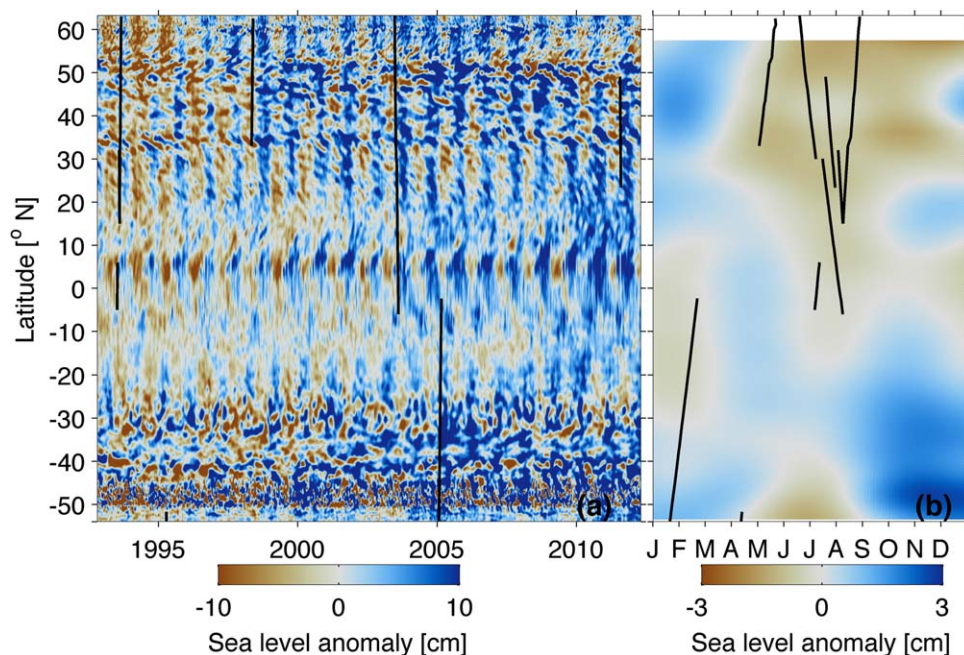 60
50
40
30
20
10
0
-10
-20
-30
-40
-50
Latitude [° N]
(a)
(b)
1995 2000 2005 2010
J F M A M J J A S O N D
-10 0 10
-3 0 3
Sea level anomaly [cm]
Sea level anomaly [cm]